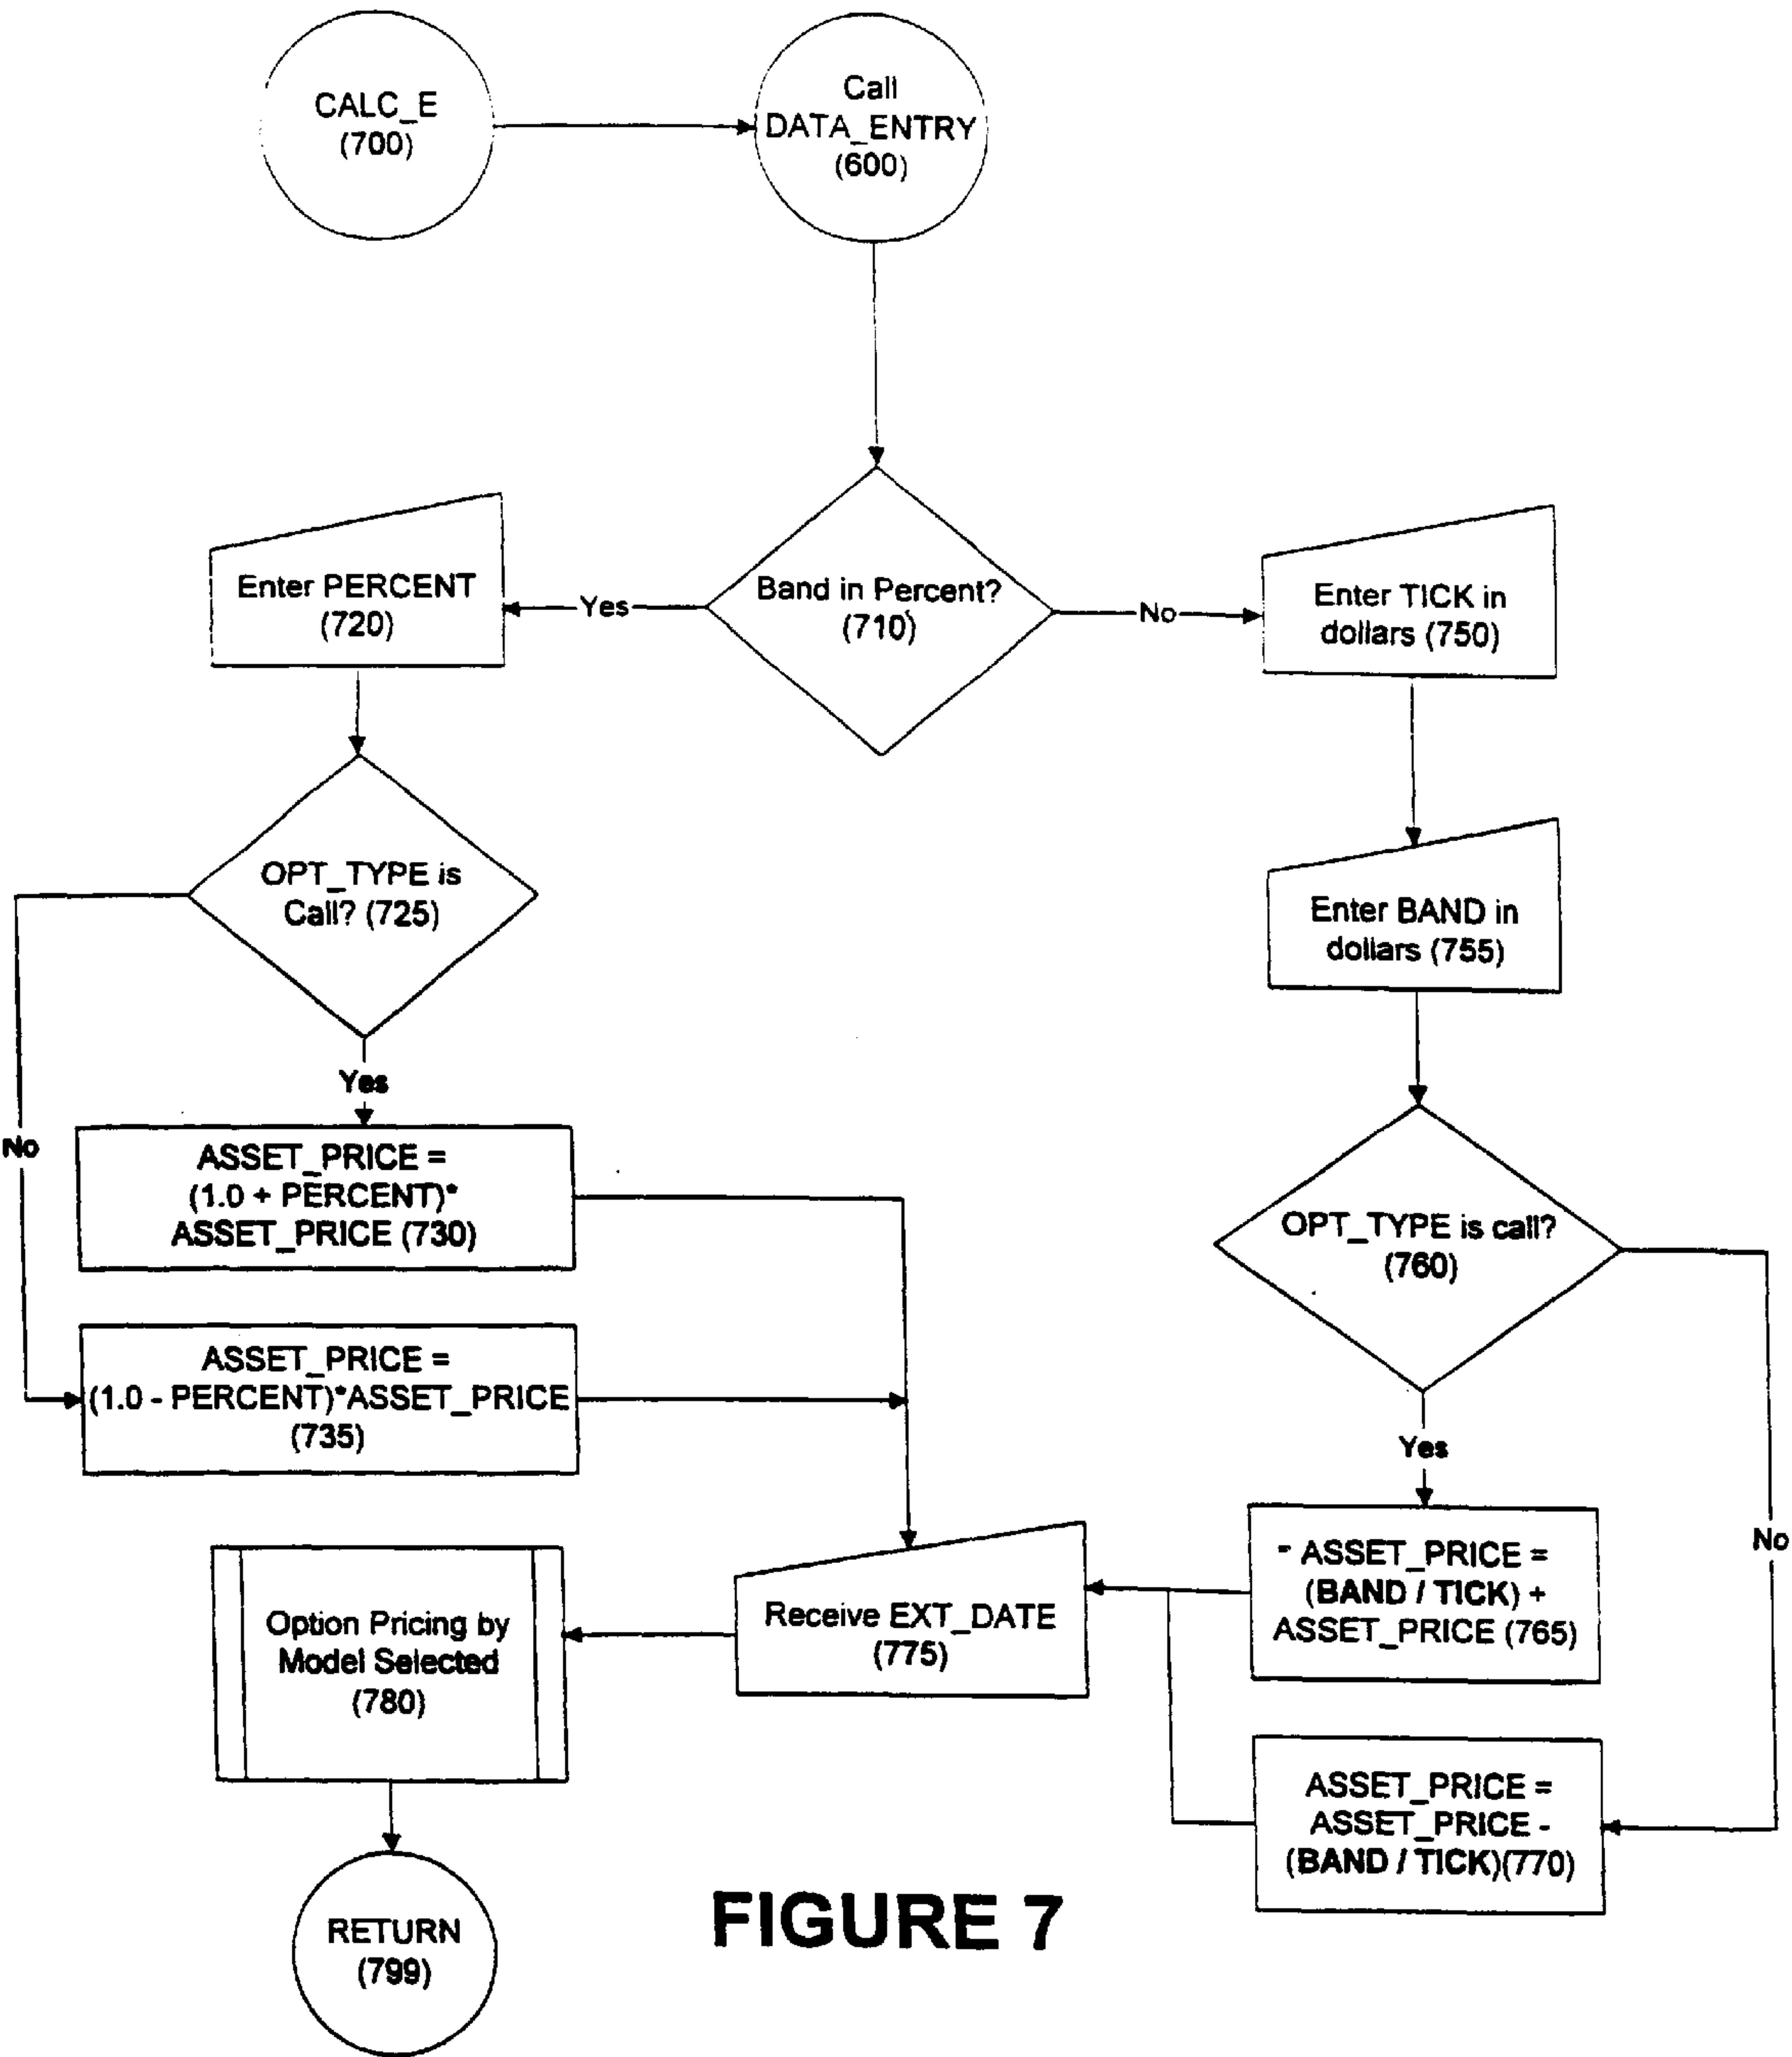 CALC_E
(700)
Call
DATA_ENTRY
(600)
Enter PERCENT
(720)
Yes
Band in Percent?
(710)
No
Enter TICK in
dollars (750)
OPT_TYPE is
Call? (725)
Enter BAND in
dollars (755)
Yes
No
ASSET_PRICE =
(1.0 + PERCENT)*
ASSET_PRICE (730)
OPT_TYPE is call?
(760)
ASSET_PRICE =
(1.0 - PERCENT)*ASSET_PRICE
(735)
Yes
No
ASSET_PRICE =
(BAND / TICK) +
ASSET_PRICE (765)
Receive EXT_DATE
(775)
Option Pricing by
Model Selected
(780)
ASSET_PRICE =
ASSET_PRICE -
(BAND / TICK)(770)
RETURN
(799)
FIGURE 7